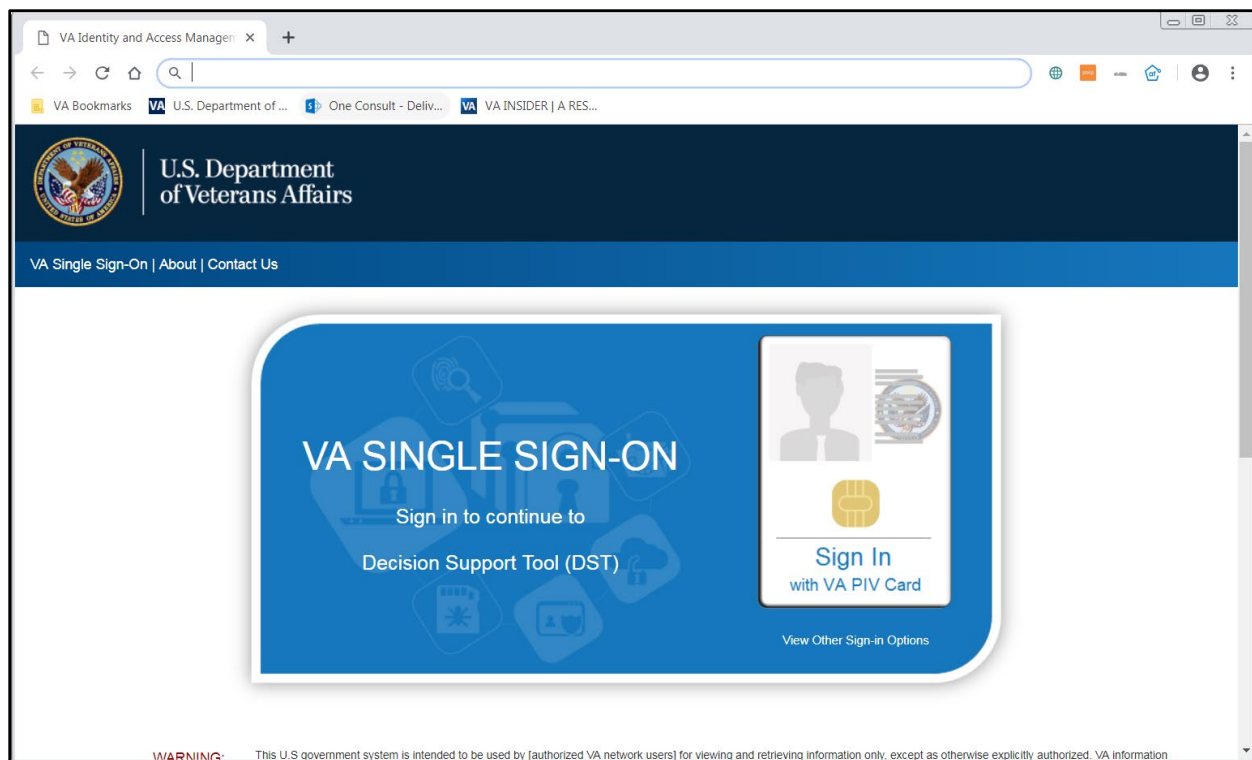 VA Identity and Access Managem
VA Bookmarks VA U.S. Department of ... One Consult - Deliv... VA VA INSIDER | A RES...
U.S. Department
of Veterans Affairs
VA Single Sign-On | About | Contact Us
VA SINGLE SIGN-ON
Sign in to continue to
Decision Support Tool (DST)
Sign In
with VA PIV Card
View Other Sign-in Options
WARNING: This U.S government system is intended to be used by [authorized VA network users] for viewing and retrieving information only, except as otherwise explicitly authorized. VA information